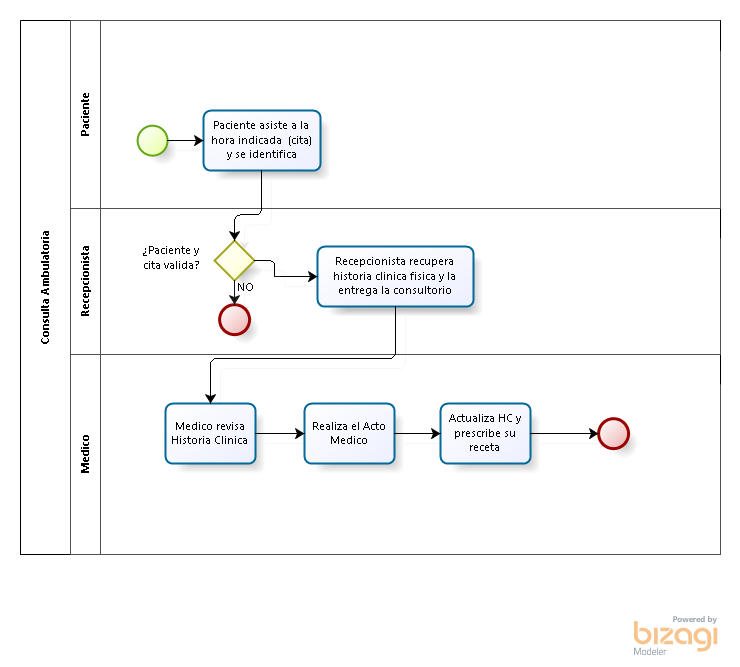 Consulta Ambulatoria
Paciente
Paciente asiste a la
hora indicada (cita)
y se identifica
Recepcionista
¿Paciente y
cita valida?
NO
Recepcionista recupera
historia clinica fisica y la
entrega la consultorio
Medico
Medico revisa
Historia Clinica
Realiza el Acto
Medico
Actualiza HC y
prescribe su
receta
Powered by
bizagi
Modeler